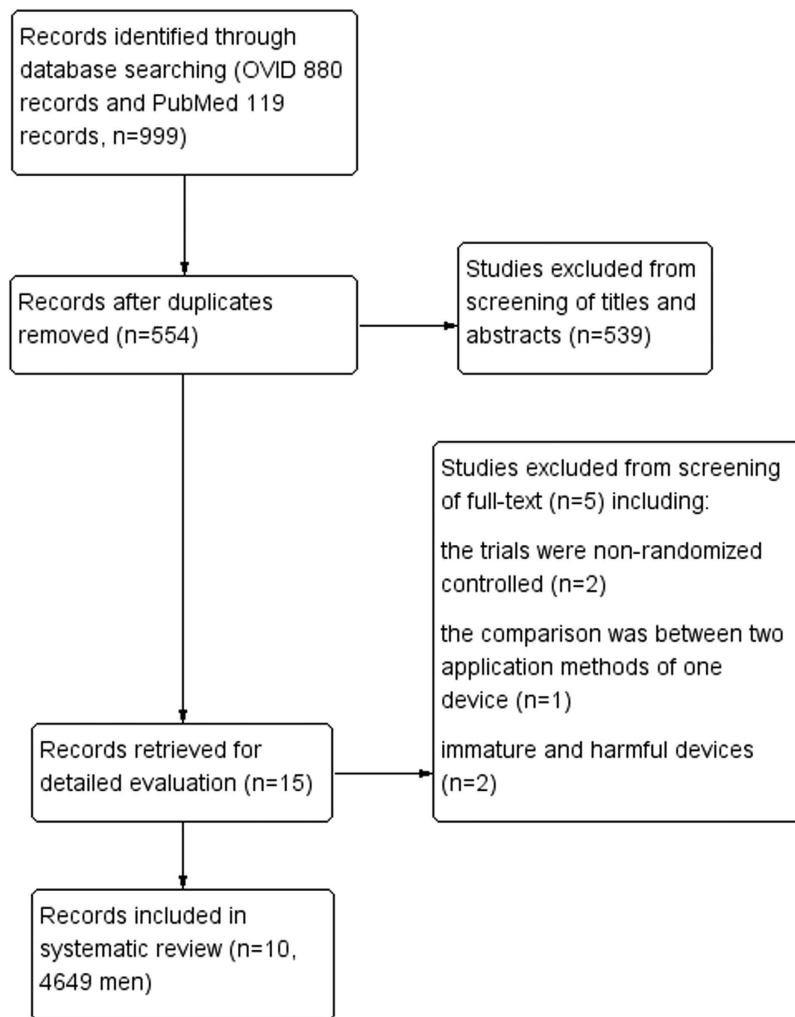 Records identified through
database searching (OVID 880
records and PubMed 119
records, n=999)
Records after duplicates
removed (n=554)
Studies excluded from
screening of titles and
abstracts (n=539)
Studies excluded from screening
of full-text (n=5) including:
the trials were non-randomized
controlled (n=2)
the comparison was between two
application methods of one
device (n=1)
immature and harmful devices
(n=2)
Records retrieved for
detailed evaluation (n=15)
Records included in
systematic review (n=10,
4649 men)